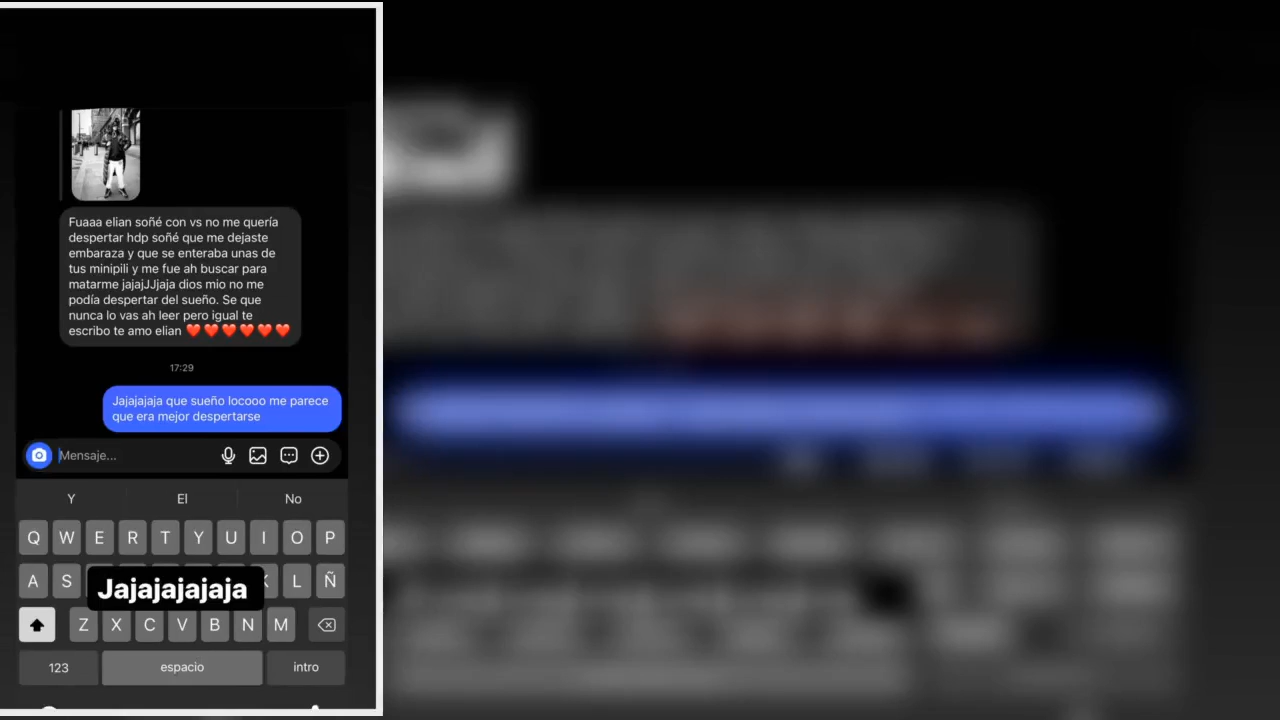 Fuaaa elian soñé con vs no me quería
despertar hdp soñé que me dejaste
embaraza y que se enteraba unas de
tus minipili y me fue ah buscar para
matarme jajajJJjaja dios mio no me
podía despertar del sueño. Se que
nunca lo vas ah leer pero igual te
escribo te amo elian ❤️❤️❤️❤️❤️❤️
17:29
Jajajajaja que sueño locooo me parece
que era mejor despertarse
Mensaje...
Y El No
Q W E R T Y U I O P
A S K L Ñ
Jajajajajaja
Z X C V B N M
123 espacio intro